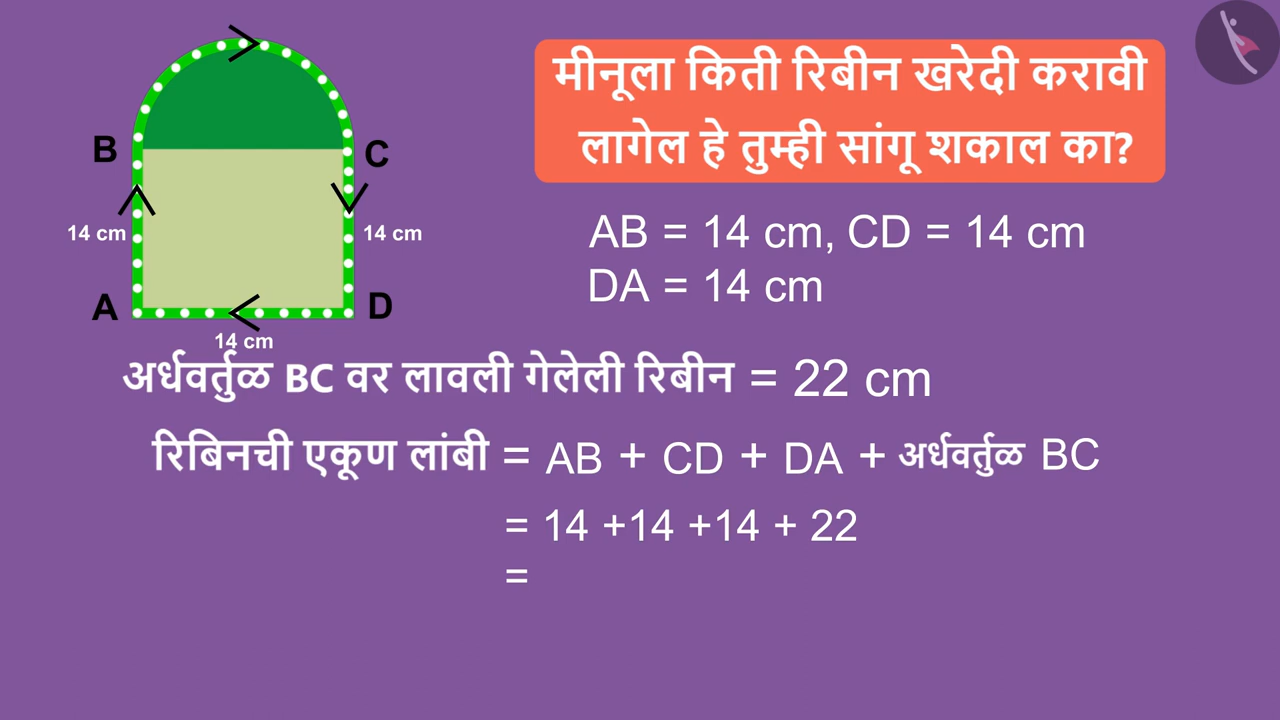 मीनूला किती रिबीन खरेदी करावी
लागेल हे तुम्ही सांगू शकाल का?
B
C
14 cm
14 cm
A
D
14 cm
AB = 14 cm, CD = 14 cm
DA = 14 cm
अर्धवर्तुळ BC वर लावली गेलेली रिबीन = 22 cm
रिबिनची एकूण लांबी = AB + CD + DA + अर्धवर्तुळ BC
= 14 +14 +14 + 22
=